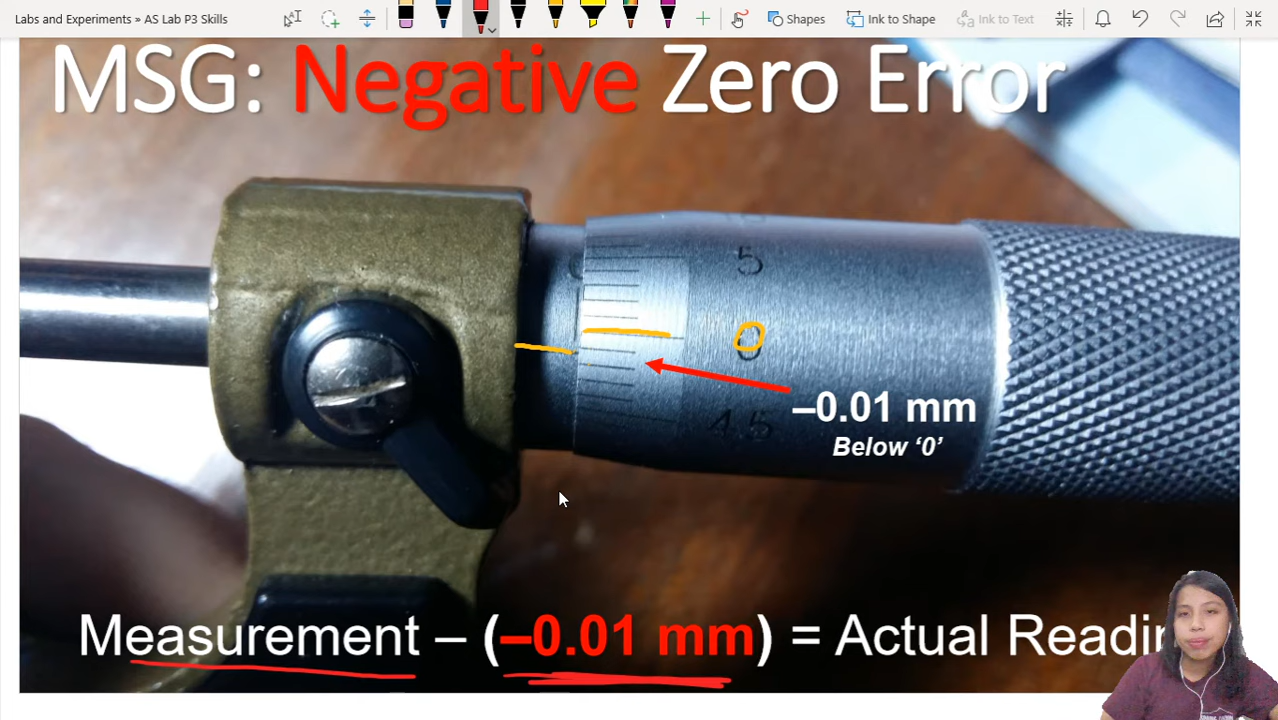 Labs and Experiments » AS Lab P3 Skills
Shapes
Ink to Shape
Ink to Text
MSG: Negative Zero Error
5
0
45
–0.01 mm
Below ‘0’
Measurement – (–0.01 mm) = Actual Readin